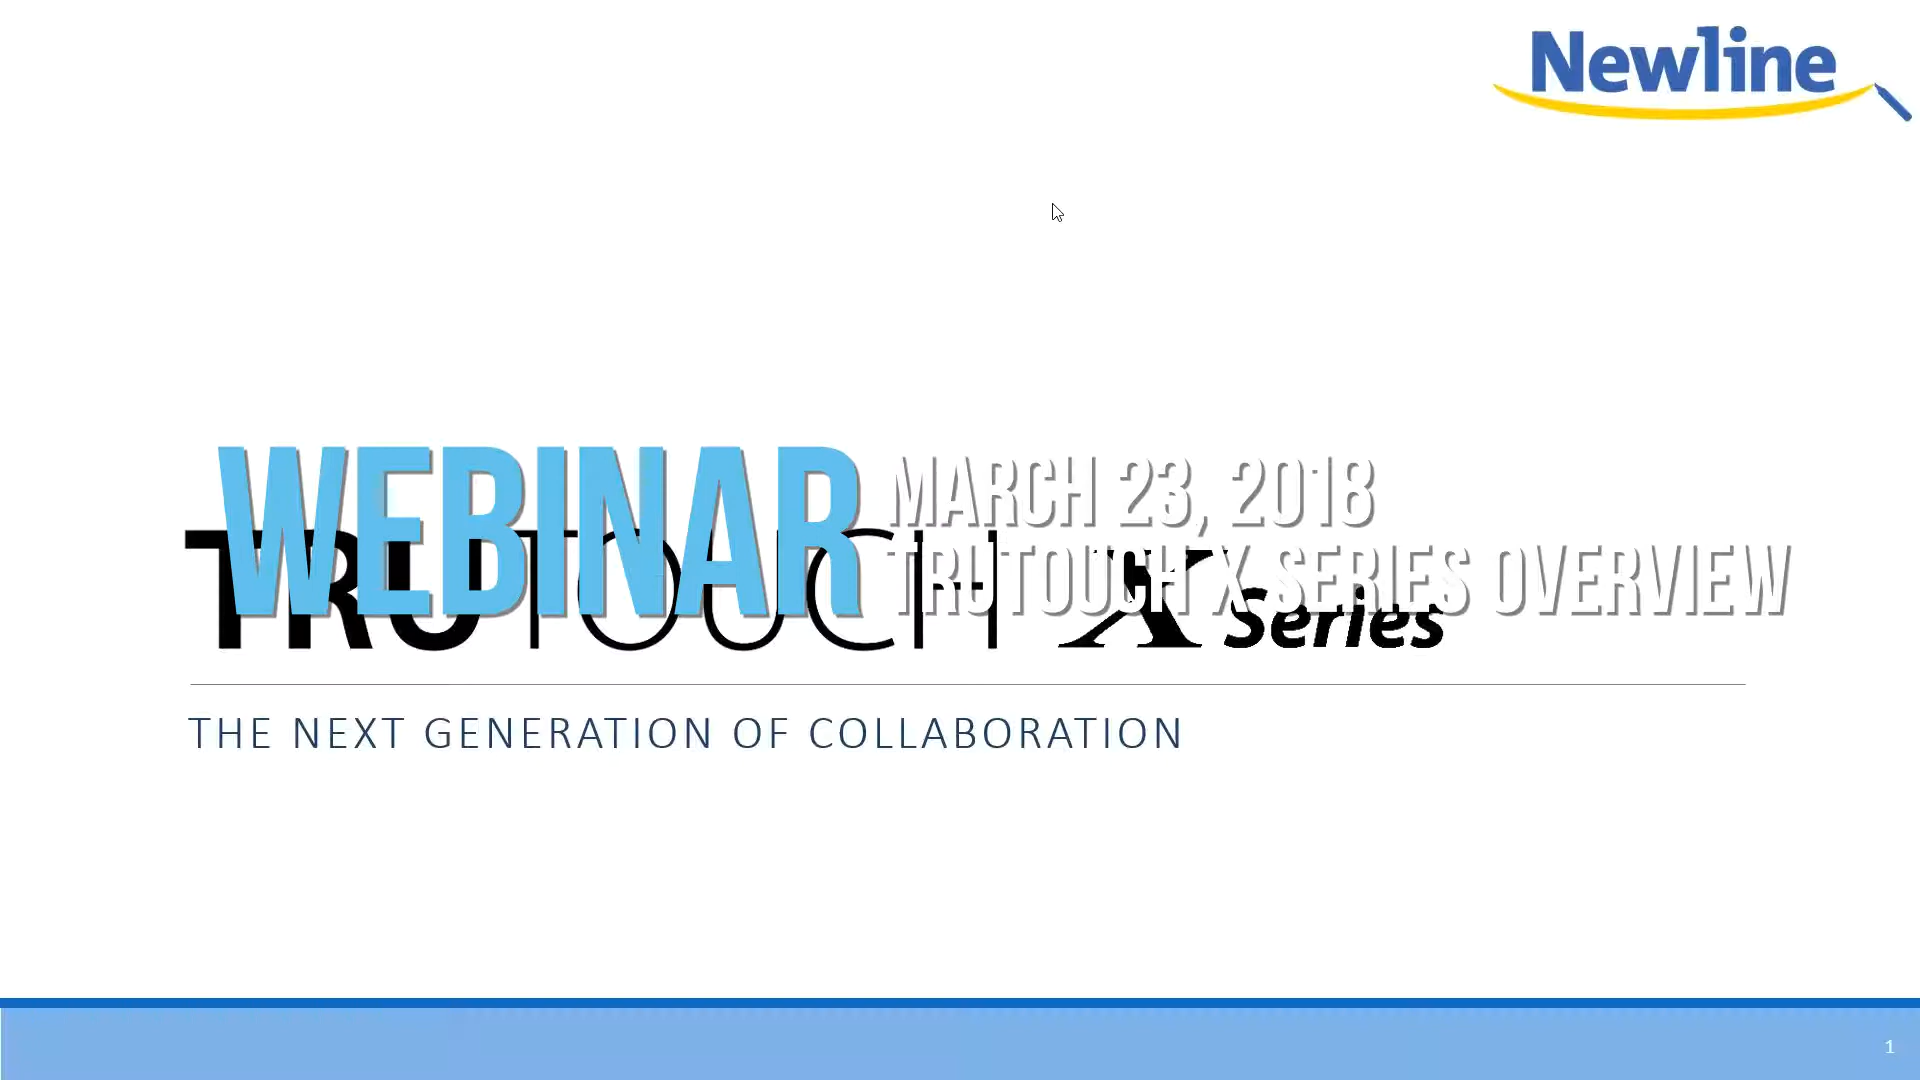 Newline
WEBINAR
MARCH 23, 2018
TRUTOUCH X SERIES OVERVIEW
TRUTOUCH X Series
THE NEXT GENERATION OF COLLABORATION
1